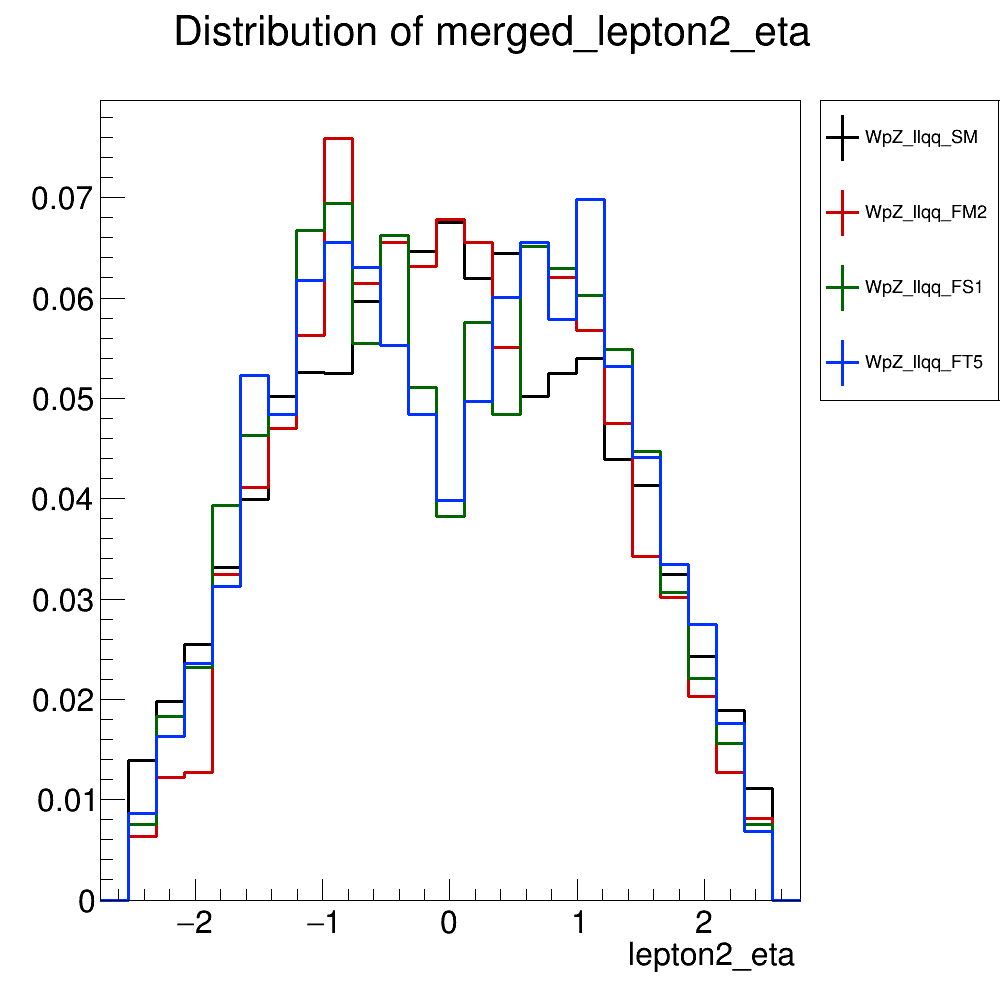 Distribution of merged_lepton2_eta
WpZ_llqq_SM
WpZ_llqq_FM2
WpZ_llqq_FS1
WpZ_llqq_FT5
0.07
0.06
0.05
0.04
0.03
0.02
0.01
0
−2 −1 0 1 2
lepton2_eta